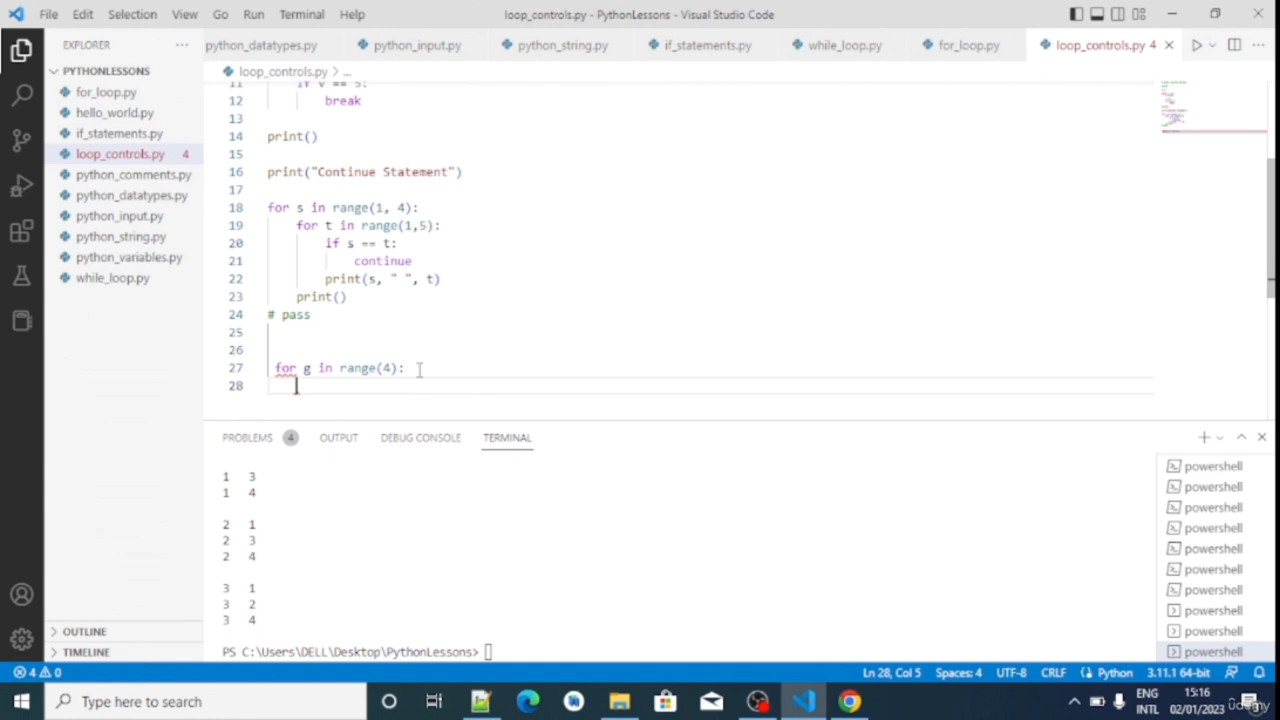 File Edit Selection View Go Run Terminal Help loop_controls.py - PythonLessons - Visual Studio Code
EXPLORER python_datatypes.py python_input.py python_string.py if_statements.py while_loop.py for_loop.py loop_controls.py 4
PYTHONLESSONS
for_loop.py
hello_world.py
if_statements.py
loop_controls.py 4
python_comments.py
python_datatypes.py
python_input.py
python_string.py
python_variables.py
while_loop.py
OUTLINE
TIMELINE
loop_controls.py > ...
11 if v == 5:
12 break
13
14 print()
15
16 print("Continue Statement")
17
18 for s in range(1, 4):
19 for t in range(1,5):
20 if s == t:
21 continue
22 print(s, " ", t)
23 print()
24 # pass
25
26
27 for g in range(4):
28
PROBLEMS 4 OUTPUT DEBUG CONSOLE TERMINAL
1 3
1 4
2 1
2 3
2 4
3 1
3 2
3 4
PS C:\Users\DELL\Desktop\PythonLessons>
powershell
powershell
powershell
powershell
powershell
powershell
powershell
powershell
powershell
powershell
4 0 Ln 28, Col 5 Spaces: 4 UTF-8 CRLF Python 3.11.1 64-bit
Type here to search
ENG
INTL
15:16
02/01/2023
udemy